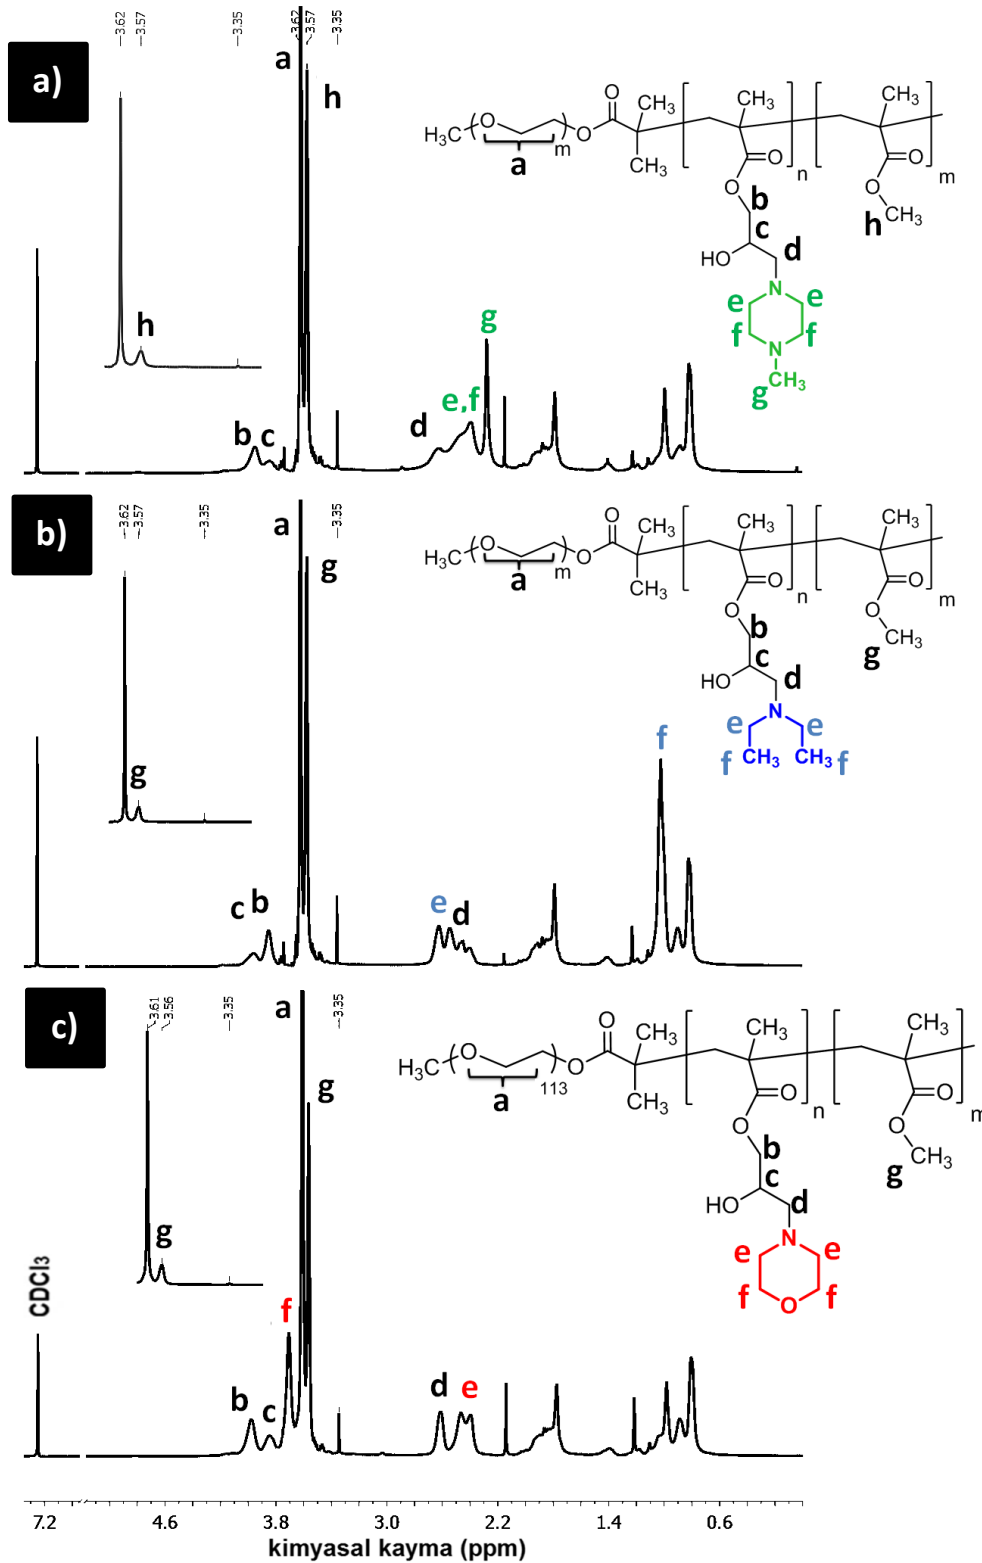 a)
3.62
3.57
3.35
3.62
3.57
3.35
a
h
h
b
c
d
e,f
g
H₃C
O
a
m
O
O
CH₃
CH₃
CH₃
O
O
n
CH₃
O
O
CH₃
m
h
b
c
HO
d
N
e
e
f
f
N
CH₃
g
b)
3.62
3.57
3.35
3.35
a
g
g
c
b
e
d
f
H₃C
O
a
m
O
O
CH₃
CH₃
CH₃
O
O
n
CH₃
O
O
CH₃
m
g
b
c
HO
d
N
e
e
f
CH₃
CH₃
f
c)
3.61
3.56
3.35
3.35
a
g
g
f
b
c
d
e
CDCl₃
H₃C
O
a
113
O
O
CH₃
CH₃
CH₃
O
O
n
CH₃
O
O
CH₃
m
g
b
c
HO
d
N
e
e
f
f
O
7.2 4.6 3.8 3.0 2.2 1.4 0.6
kimyasal kayma (ppm)